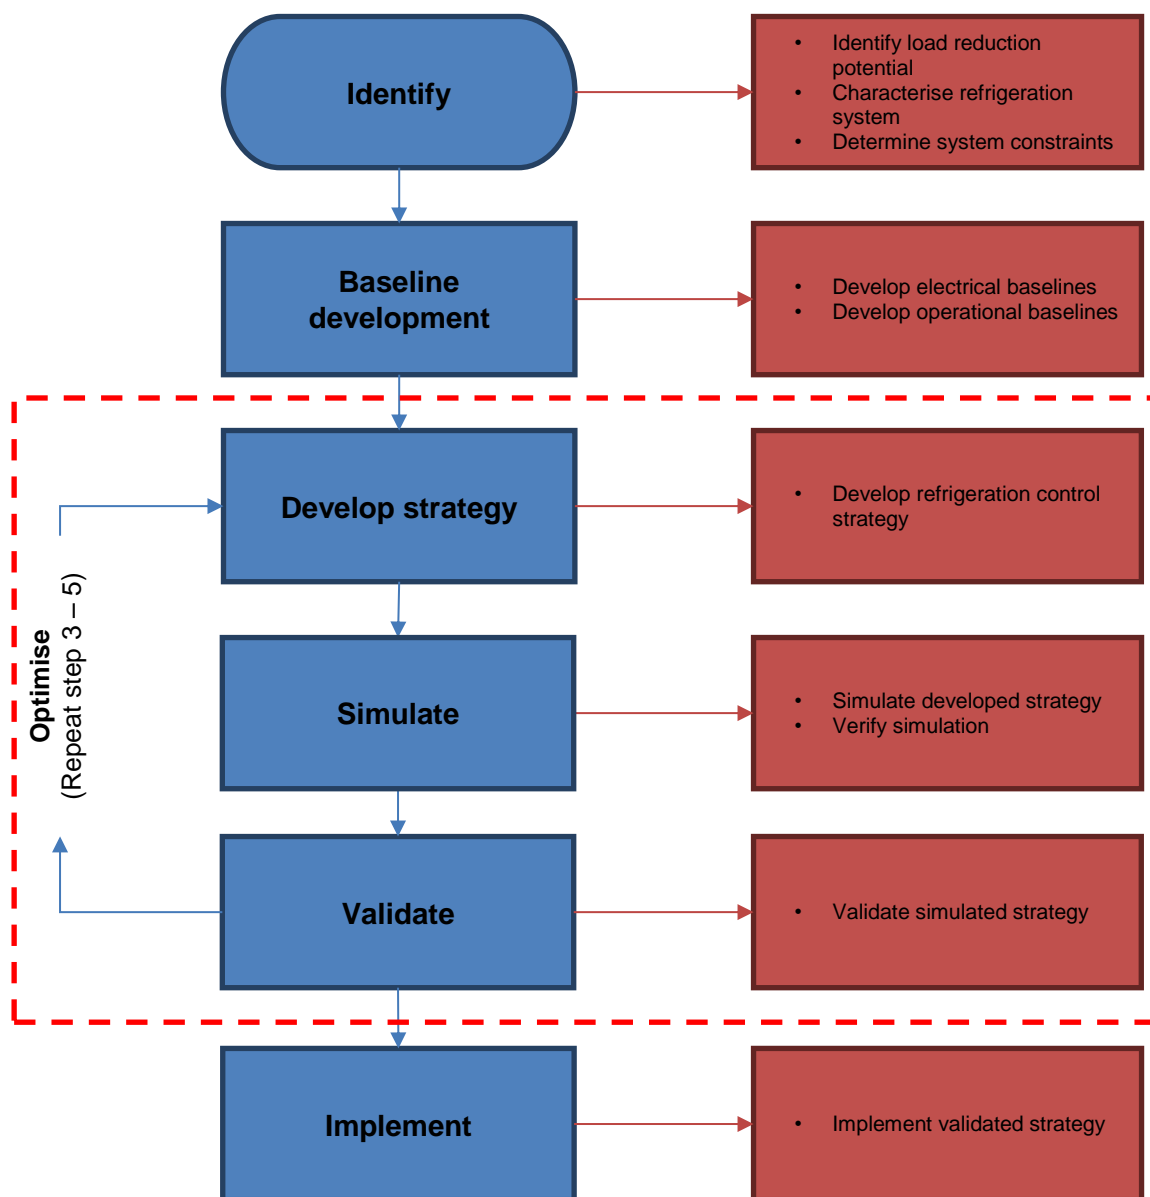 Identify
• Identify load reduction
potential
• Characterise refrigeration
system
• Determine system constraints
Baseline
development
• Develop electrical baselines
• Develop operational baselines
Develop strategy
• Develop refrigeration control
strategy
Optimise
(Repeat step 3 – 5)
Simulate
• Simulate developed strategy
• Verify simulation
Validate
• Validate simulated strategy
Implement
• Implement validated strategy